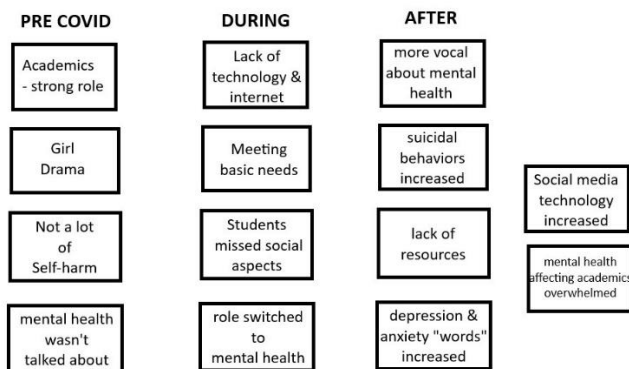 PRE COVID
Academics
- strong role
Girl
Drama
Not a lot
of
Self-harm
mental health
wasn't
talked about
DURING
Lack of
technology &
internet
Meeting
basic needs
Students
missed social
aspects
role switched
to
mental health
AFTER
more vocal
about mental
health
suicidal
behaviors
increased
lack of
resources
depression &
anxiety "words"
increased
Social media
technology
increased
mental health
affecting academics
overwhelmed